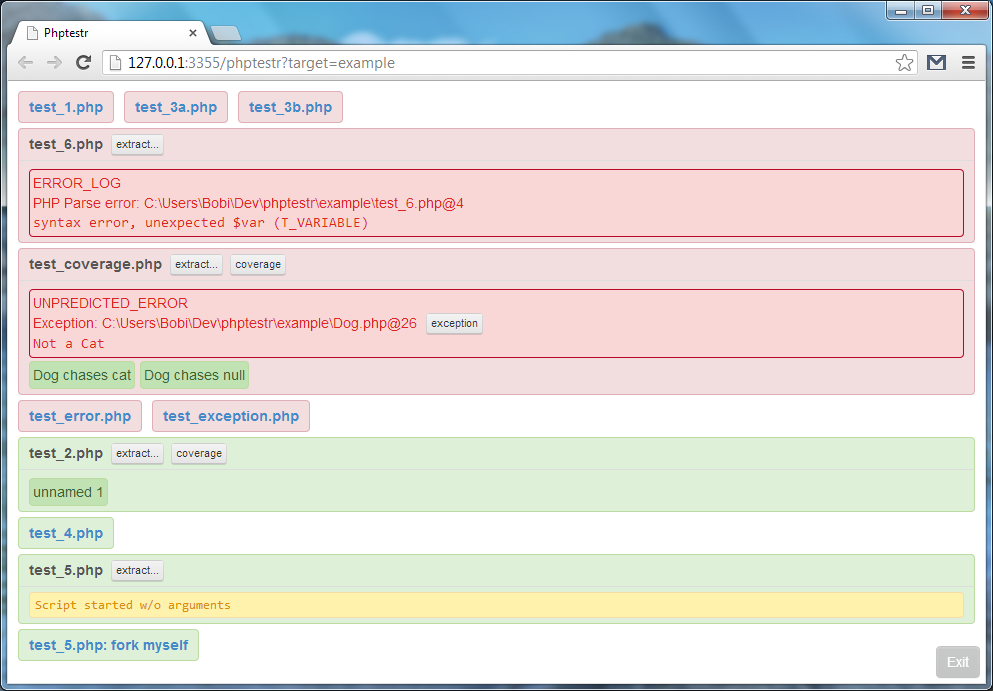 Phptestr
127.0.0.1:3355/phptestr?target=example
test_1.php test_3a.php test_3b.php
test_6.php extract...
ERROR_LOG
PHP Parse error: C:\Users\Bobi\Dev\phptestr\example\test_6.php@4
syntax error, unexpected $var (T_VARIABLE)
test_coverage.php extract... coverage
UNPREDICTED_ERROR
Exception: C:\Users\Bobi\Dev\phptestr\example\Dog.php@26 exception
Not a Cat
Dog chases cat Dog chases null
test_error.php test_exception.php
test_2.php extract... coverage
unnamed 1
test_4.php
test_5.php extract...
Script started w/o arguments
test_5.php: fork myself
Exit